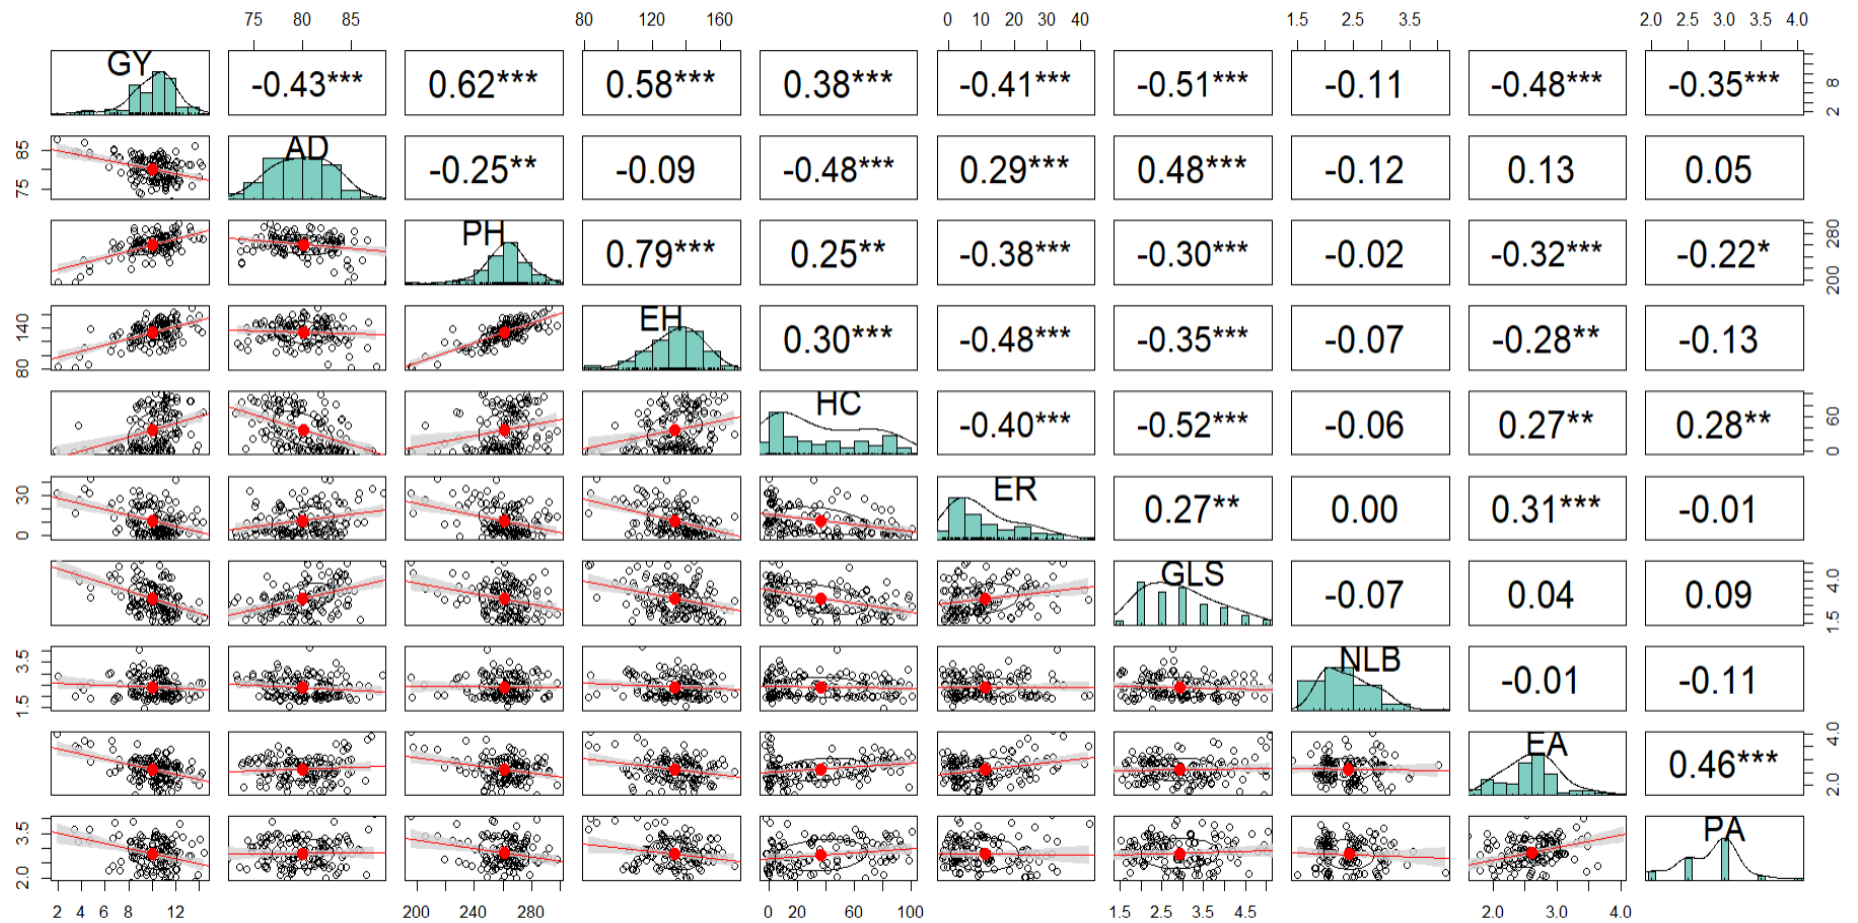 75 80 85 80 120 160 0 10 20 30 40 1.5 2.5 3.5 2.0 2.5 3.0 3.5 4.0
GY -0.43*** 0.62*** 0.58*** 0.38*** -0.41*** -0.51*** -0.11 -0.48*** -0.35*** 2 8
75 85 AD -0.25** -0.09 -0.48*** 0.29*** 0.48*** -0.12 0.13 0.05
PH 0.79*** 0.25** -0.38*** -0.30*** -0.02 -0.32*** -0.22* 200 280
80 140 EH 0.30*** -0.48*** -0.35*** -0.07 -0.28** -0.13
HC -0.40*** -0.52*** -0.06 0.27** 0.28** 0 60
0 30 ER 0.27** 0.00 0.31*** -0.01
GLS -0.07 0.04 0.09 1.5 4.0
1.5 3.5 NLB -0.01 -0.11
EA 0.46*** 2.0 4.0
2.0 3.5 PA
2 4 6 8 12 200 240 280 0 20 60 100 1.5 2.5 3.5 4.5 2.0 3.0 4.0